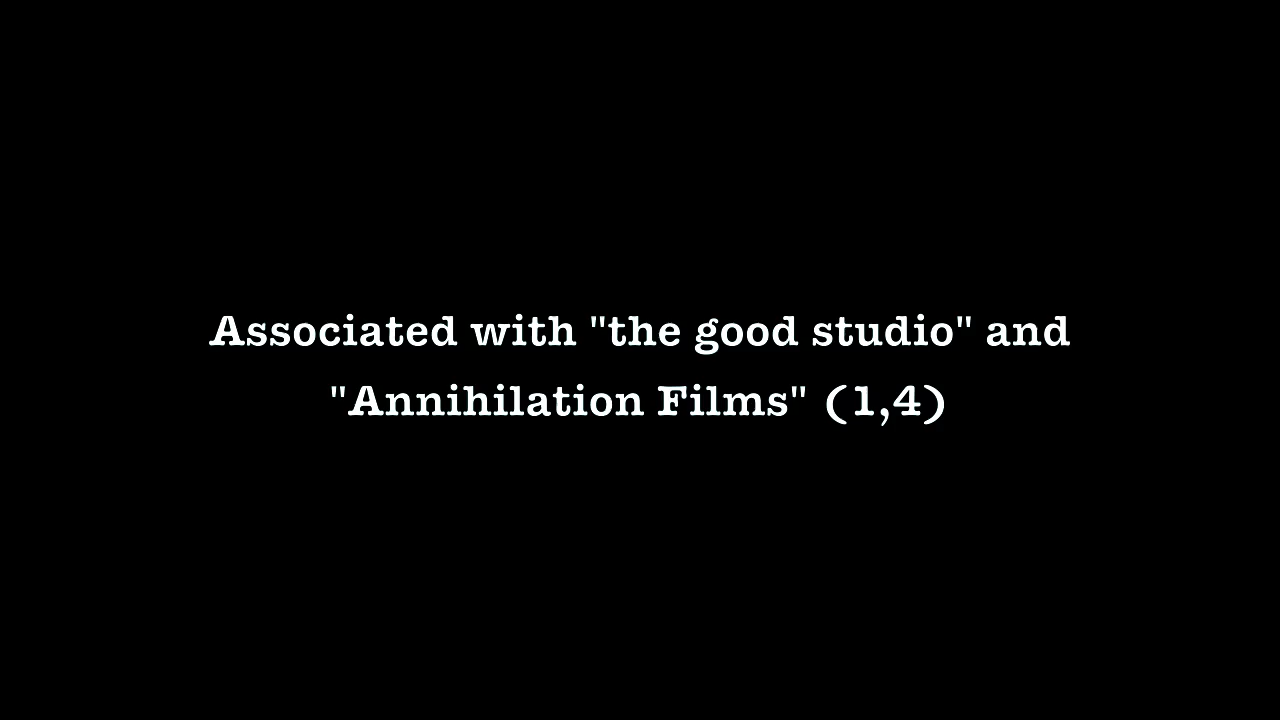 Associated with "the good studio" and
"Annihilation Films" (1,4)